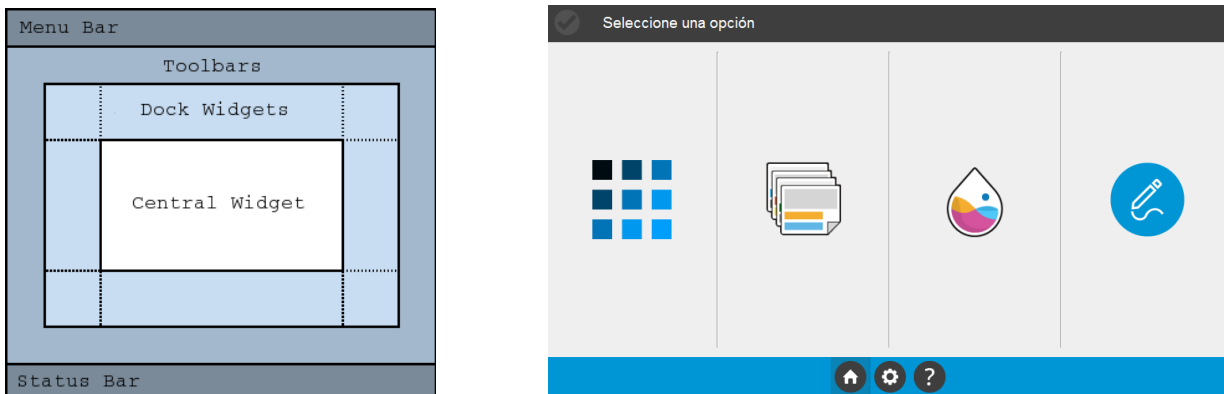 Menu Bar
Toolbars
Dock Widgets
Central Widget
Status Bar
Seleccione una opción
?